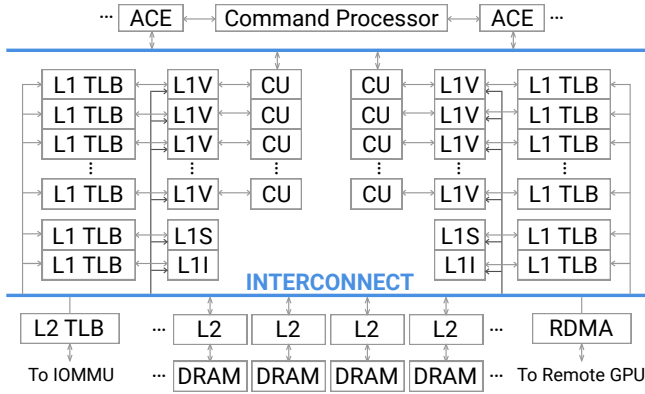 ... ACE Command Processor ACE ...
L1 TLB L1V CU CU L1V L1 TLB
L1 TLB L1V CU CU L1V L1 TLB
L1 TLB L1V CU CU L1V L1 TLB
... ... ... ... ... ...
L1 TLB L1V CU CU L1V L1 TLB
L1 TLB L1S L1S L1 TLB
L1 TLB L1I L1I L1 TLB
INTERCONNECT
L2 TLB ... L2 L2 L2 L2 ... RDMA
To IOMMU ... DRAM DRAM DRAM DRAM ... To Remote GPU